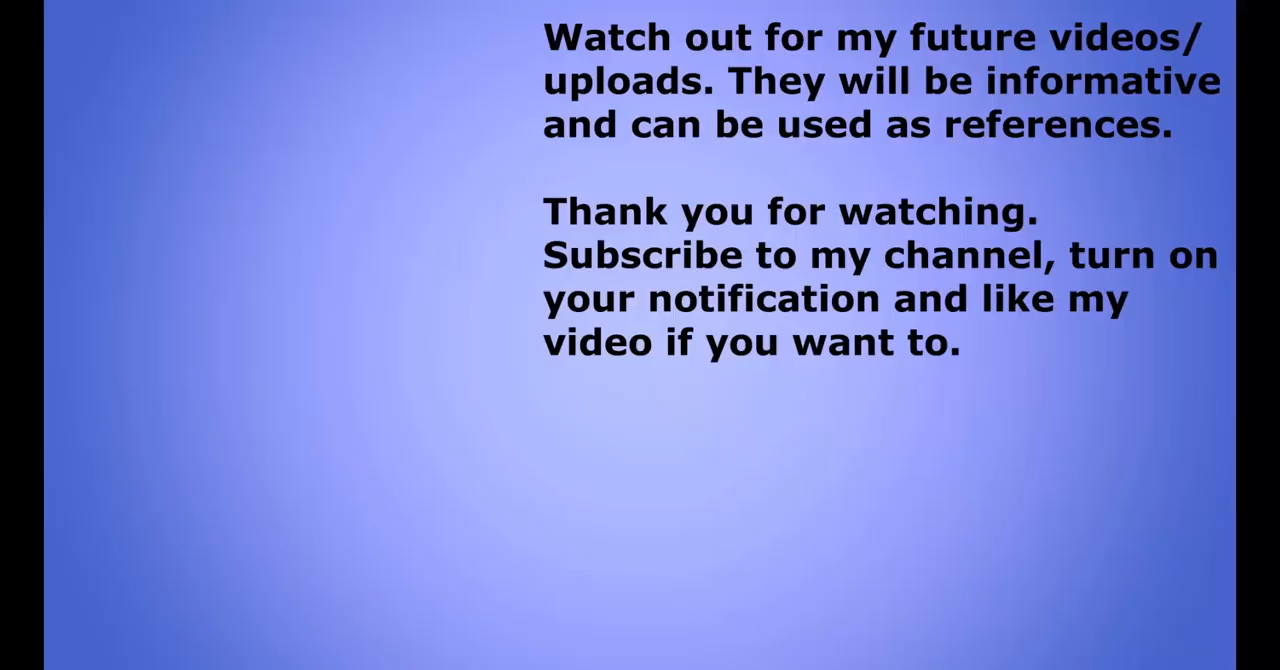 Watch out for my future videos/
uploads. They will be informative
and can be used as references.
Thank you for watching.
Subscribe to my channel, turn on
your notification and like my
video if you want to.